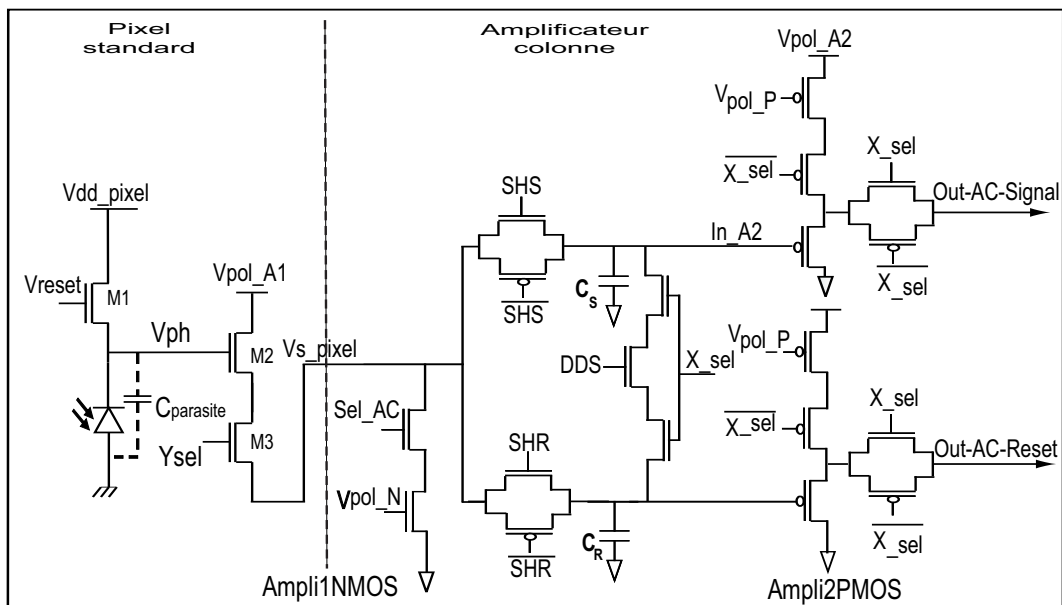 Pixel
standard
Amplificateur
colonne
Vpol_A2
Vpol_P
X_sel
X_sel
Out-AC-Signal
Vdd_pixel
SHS
Vreset
M1
Vpol_A1
In_A2
X_sel
SHS
Cs
Vph
M2
Vs_pixel
DDS
X_sel
Vpol_P
Cparasite
Sel_AC
X_sel
X_sel
Ysel
M3
SHR
Out-AC-Reset
Vpol_N
X_sel
SHR
CR
Ampli1NMOS
Ampli2PMOS